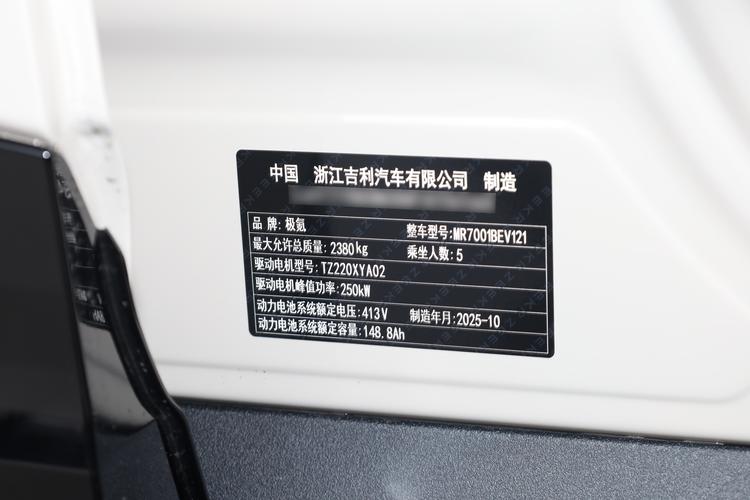 中国 浙江吉利汽车有限公司 制造
品牌:极氪 整车型号:MR7001BEV121
最大允许总质量:2380kg 乘坐人数:5
驱动电机型号:TZ220XYA02
驱动电机峰值功率:250kW
动力电池系统额定电压:413V 制造年月:2025-10
动力电池系统额定容量:148.8Ah